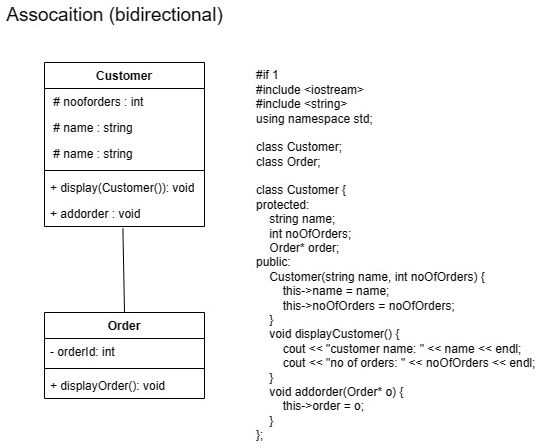 Assocaition (bidirectional)
Customer
# nooforders : int
# name : string
# name : string
+ display(Customer()): void
+ addorder : void
Order
- orderId: int
+ displayOrder(): void
#if 1
#include <iostream>
#include <string>
using namespace std;
class Customer;
class Order;
class Customer {
protected:
string name;
int noOfOrders;
Order* order;
public:
Customer(string name, int noOfOrders) {
this->name = name;
this->noOfOrders = noOfOrders;
}
void displayCustomer() {
cout << "customer name: " << name << endl;
cout << "no of orders: " << noOfOrders << endl;
}
void addorder(Order* o) {
this->order = o;
}
};